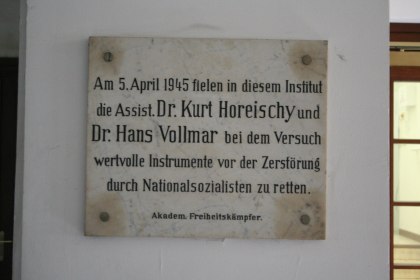 Am 5. April 1945 fielen in diesem Institut
die Assist. Dr. Kurt Horeischy und
Dr. Hans Vollmar bei dem Versuch
wertvolle Instrumente vor der Zerstörung
durch Nationalsozialisten zu retten.
Akadem. Freiheitskämpfer.